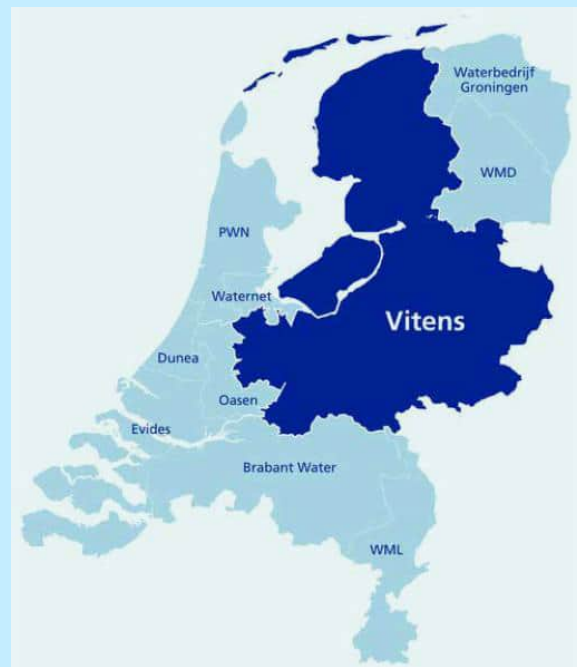 Waterbedrijf
Groningen
WMD
PWN
Waternet
Vitens
Dunea
Oasen
Evides
Brabant Water
WML